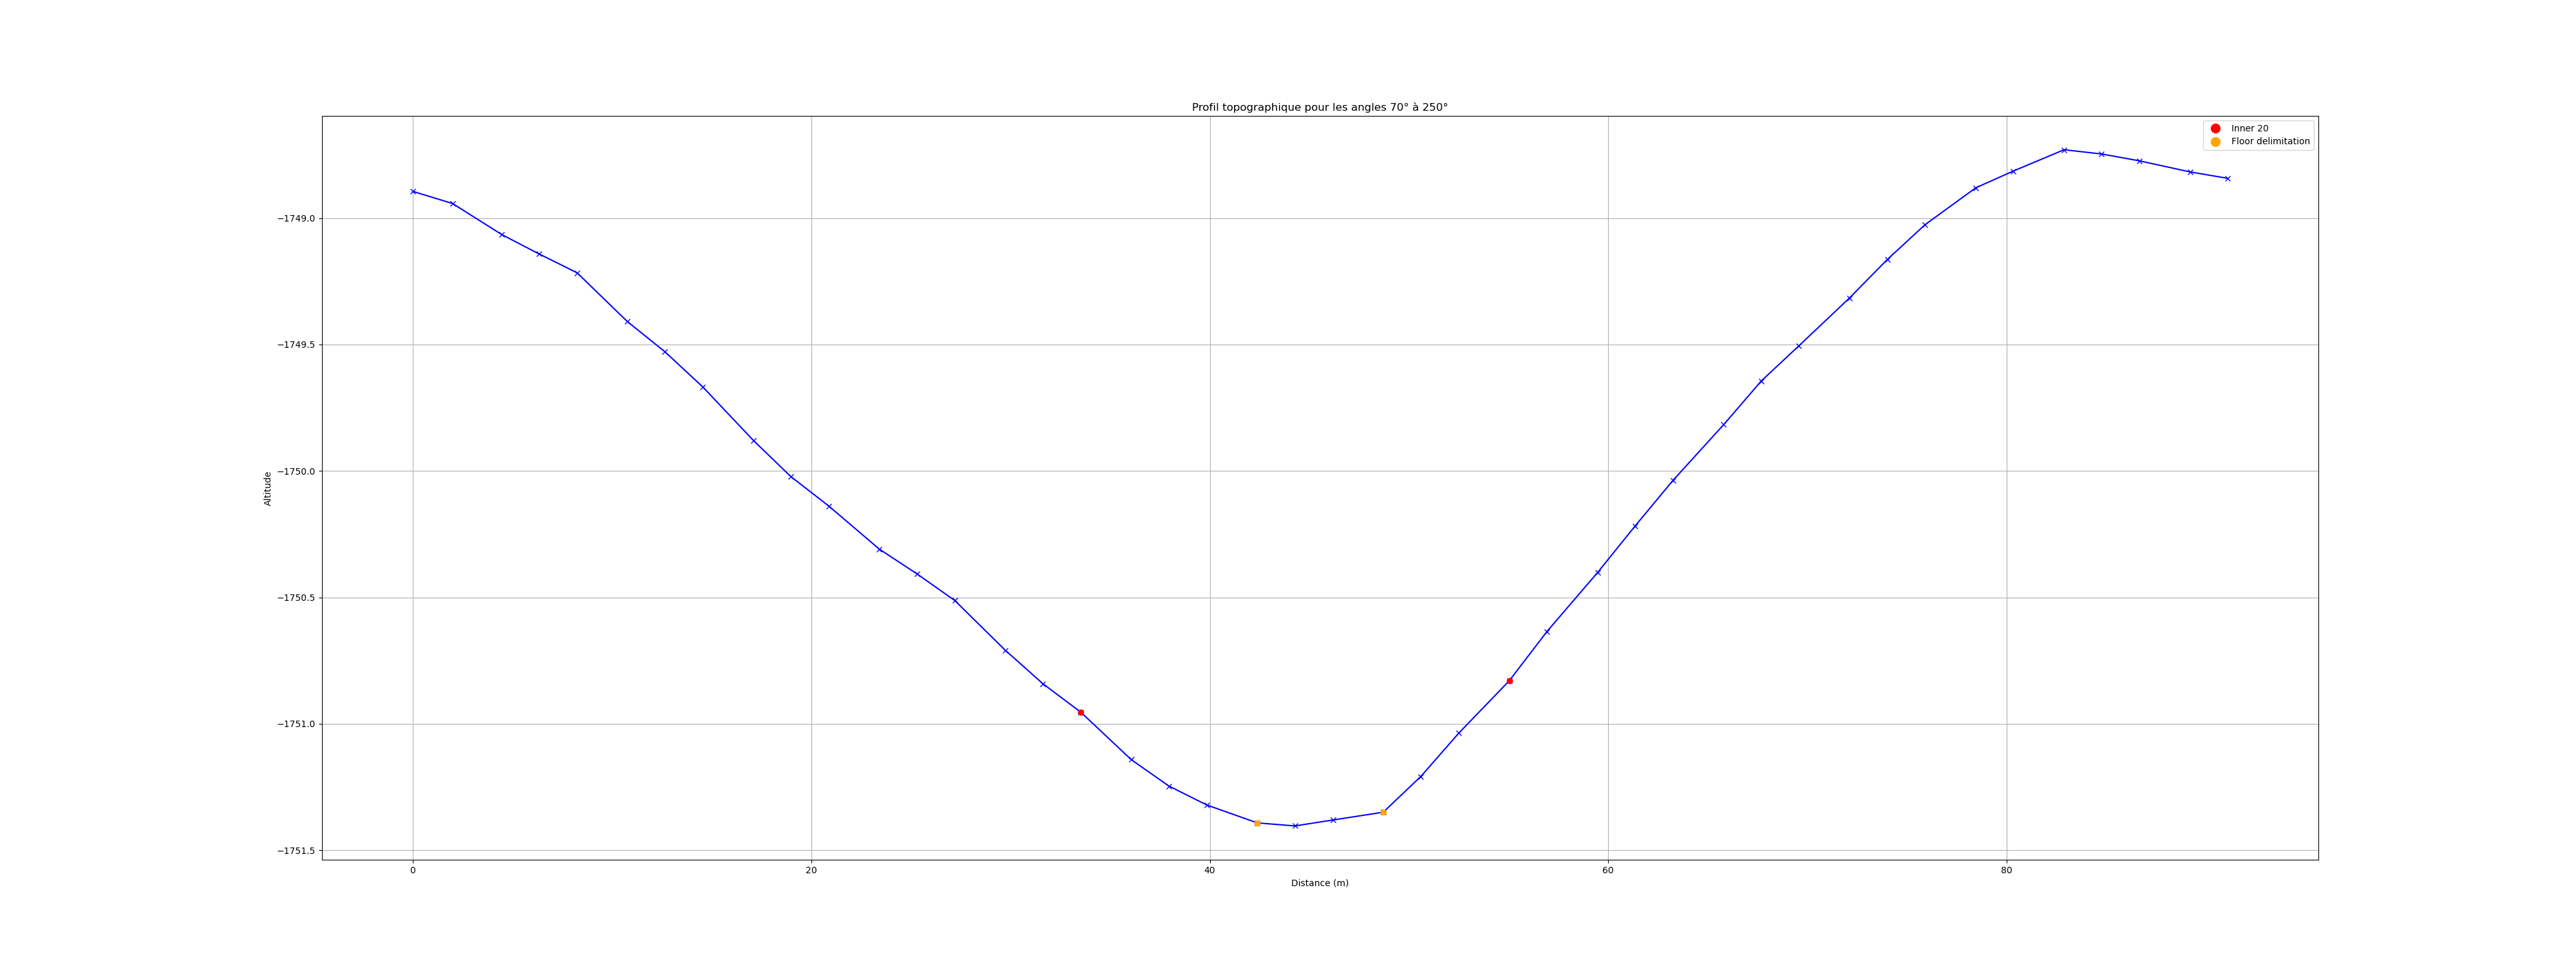 Profil topographique pour les angles 70° à 250°
Inner 20
Floor delimitation
Altitude
−1749.0
−1749.5
−1750.0
−1750.5
−1751.0
−1751.5
0 20 40 60 80
Distance (m)